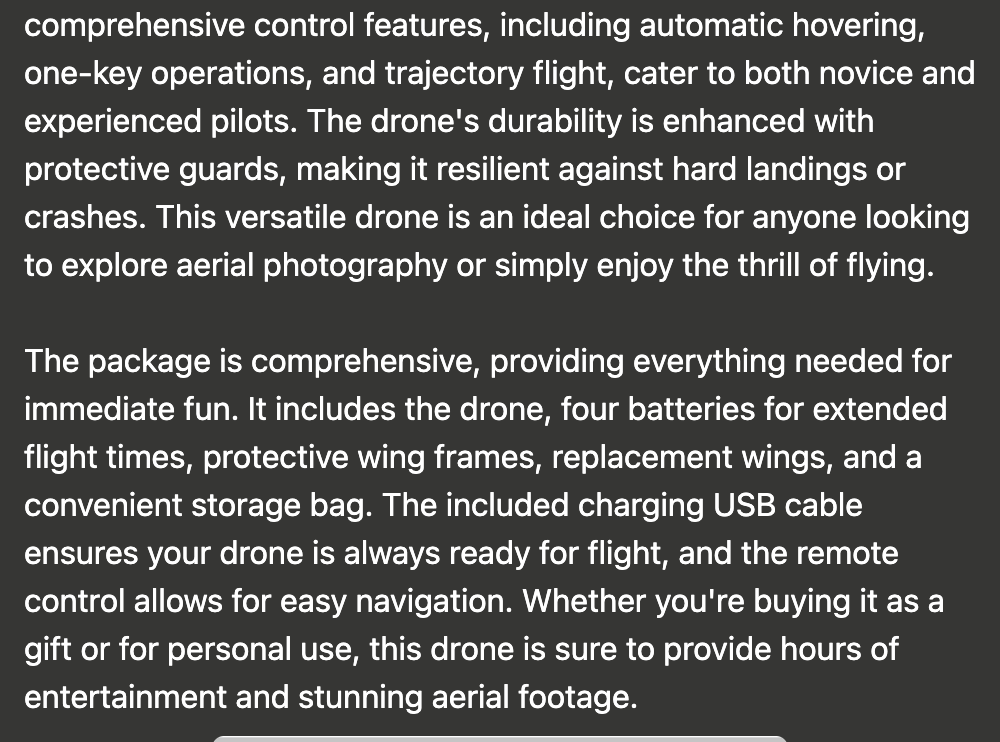 comprehensive control features, including automatic hovering,
one-key operations, and trajectory flight, cater to both novice and
experienced pilots. The drone's durability is enhanced with
protective guards, making it resilient against hard landings or
crashes. This versatile drone is an ideal choice for anyone looking
to explore aerial photography or simply enjoy the thrill of flying.
The package is comprehensive, providing everything needed for
immediate fun. It includes the drone, four batteries for extended
flight times, protective wing frames, replacement wings, and a
convenient storage bag. The included charging USB cable
ensures your drone is always ready for flight, and the remote
control allows for easy navigation. Whether you're buying it as a
gift or for personal use, this drone is sure to provide hours of
entertainment and stunning aerial footage.